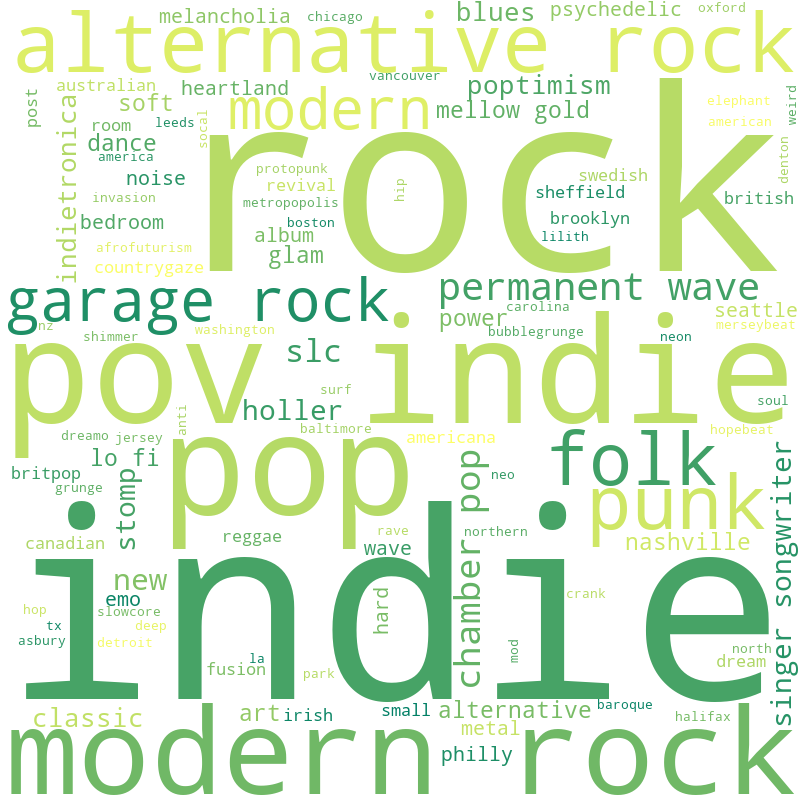 melancholia
chicago
blues
psychedelic
oxford
alternative rock
vancouver
australian
heartland
poptimism
post
soft
modern
mellow gold
elephant
weird
american
room
leeds
socal
dance
america
indietronica
noise
invasion
bedroom
afrofuturism
countrygaze
rock
protopunk
revival
metropopolis
boston
album
glam
hip
swedish
sheffield
brooklyn
lilith
denton
british
garage rock
permanent wave
nz
shimmer
washington
carolina
power
bubblegrunge
seattle
merseybeat
neon
slc
pov indie
surf
holler
soul
anti
baltimore
hopebeat
dreamo
jersey
americana
lo fi
britpop
grunge
stomp
pop
chamber pop
neo
folk
punk
singer songwriter
canadian
reggae
rave
wave
northern
nashville
new
emo
hop
slowcore
tx
deep
asbury
detroit
indie
hard
crank
mod
north
dream
la
fusion
park
classic
art
irish
small
alternative
baroque
halifax
metal
philly
modern rock